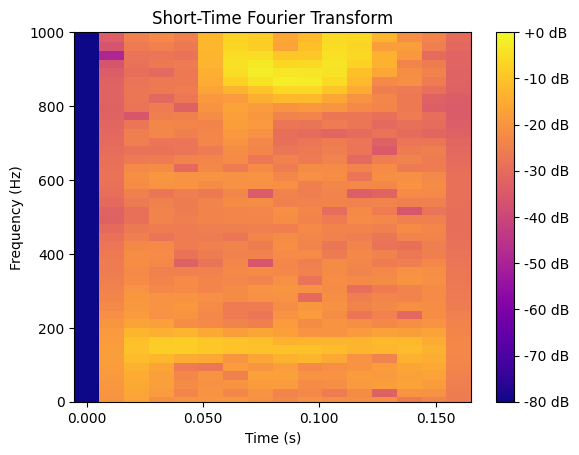 Short-Time Fourier Transform
1000
800
600
400
200
0
Frequency (Hz)
0.000
0.050
0.100
0.150
Time (s)
+0 dB
-10 dB
-20 dB
-30 dB
-40 dB
-50 dB
-60 dB
-70 dB
-80 dB